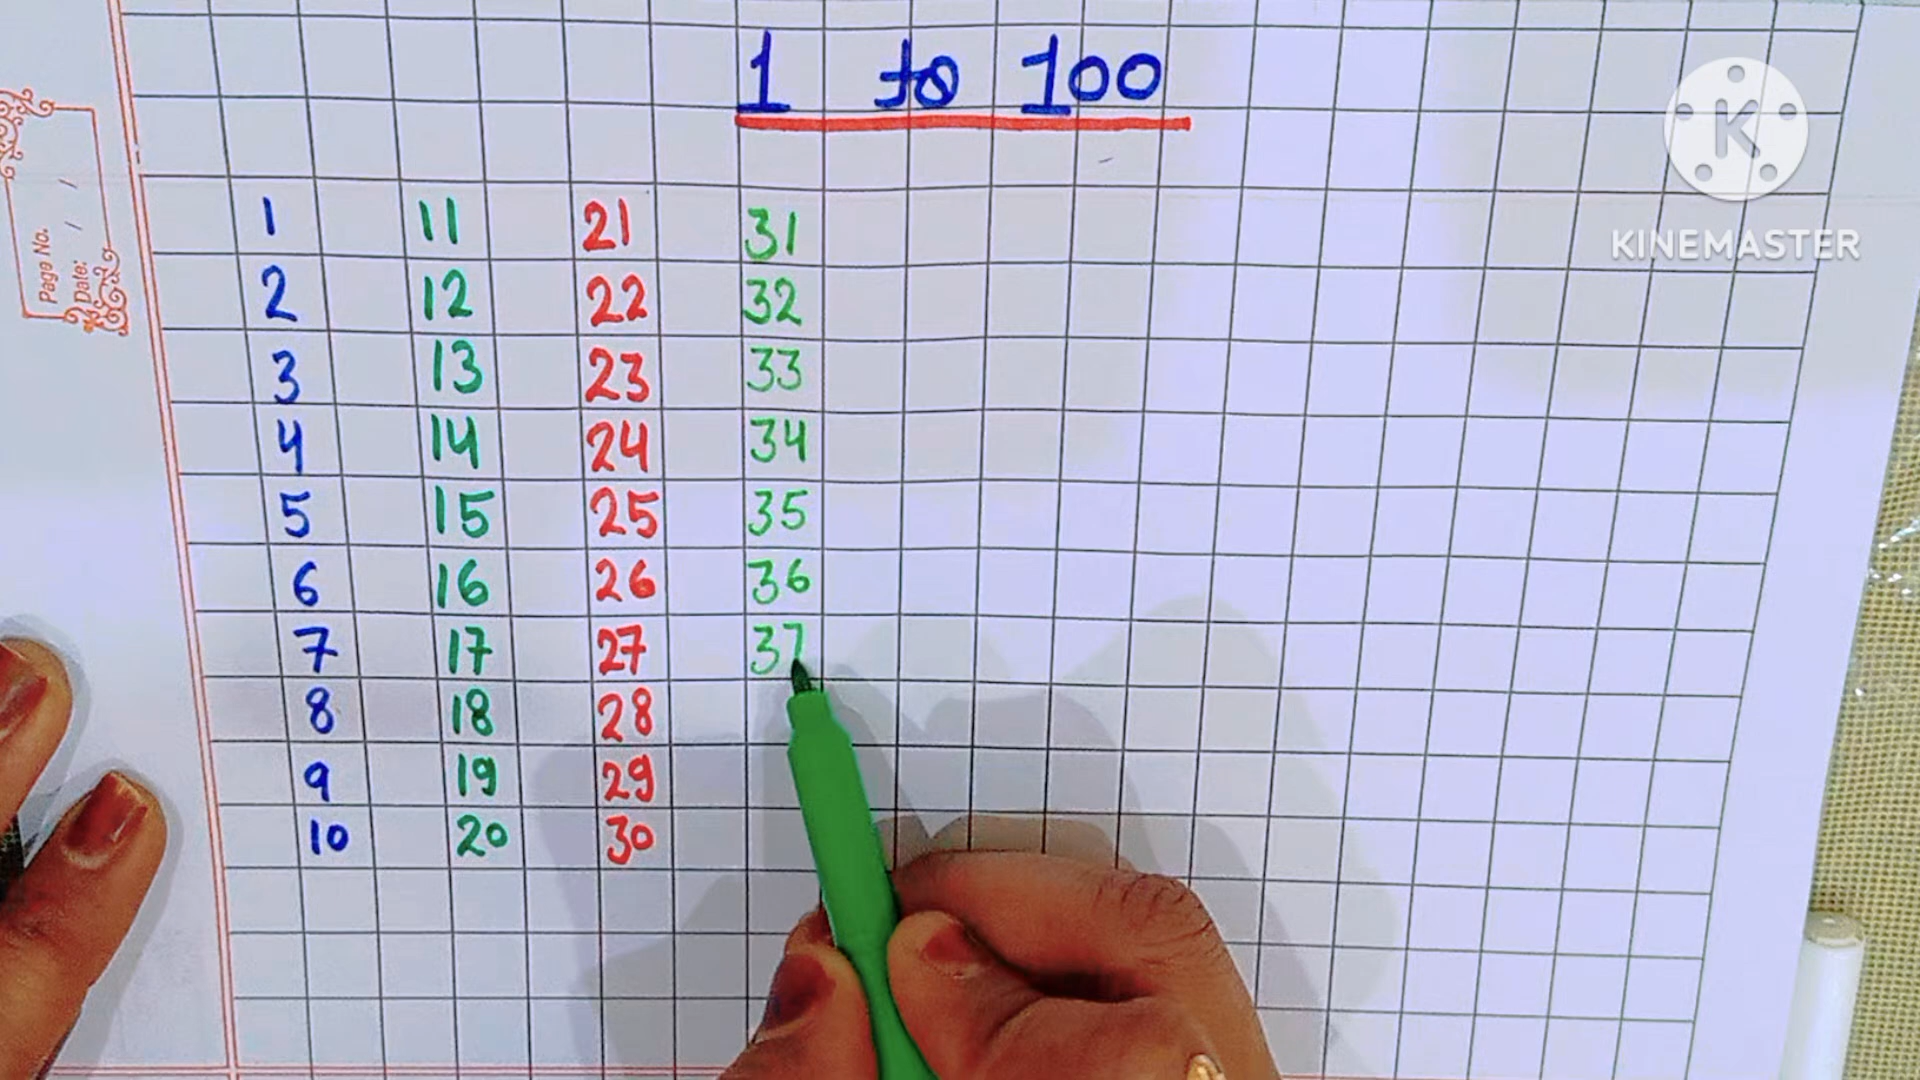 1 to 100
K
KINEMASTER
Page No.
Date: / /
1 11 21 31
2 12 22 32
3 13 23 33
4 14 24 34
5 15 25 35
6 16 26 36
7 17 27 37
8 18 28
9 19 29
10 20 30